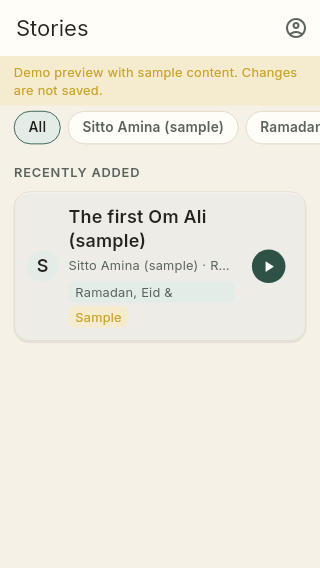 Stories
Demo preview with sample content. Changes
are not saved.
All
Sitto Amina (sample)
Ramadan
RECENTLY ADDED
The first Om Ali
(sample)
S
Sitto Amina (sample) · R...
Ramadan, Eid &
Sample